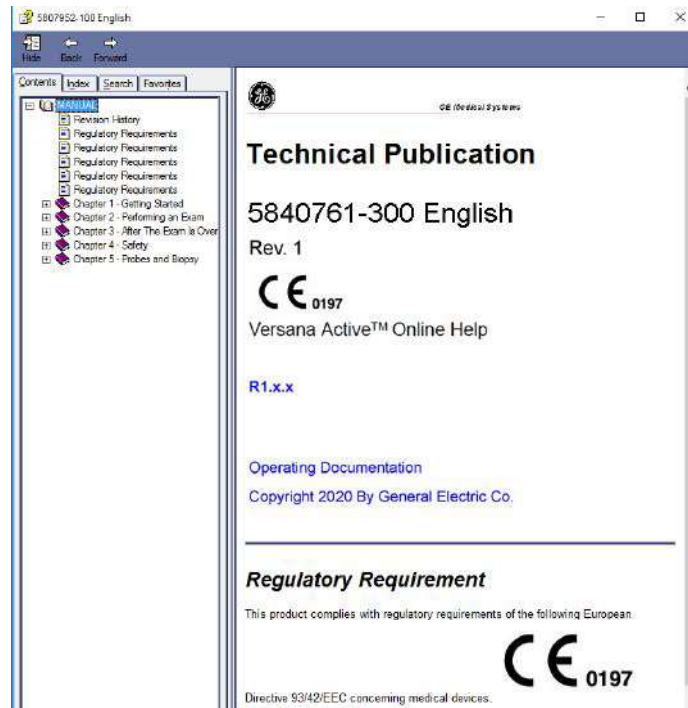 5807952-100 English
Hide Back Forward
Contents Index Search Favorites
MANUAL
Revision History
Regulatory Requirements
Regulatory Requirements
Regulatory Requirements
Regulatory Requirements
Regulatory Requirements
Chapter 1 - Getting Started
Chapter 2 - Performing an Exam
Chapter 3 - After The Exam Is Over
Chapter 4 - Safety
Chapter 5 - Probes and Biopsy
GE Medical Systems
Technical Publication
5840761-300 English
Rev. 1
CE 0197
Versana Active™ Online Help
R1.x.x
Operating Documentation
Copyright 2020 By General Electric Co.
Regulatory Requirement
This product complies with regulatory requirements of the following European
CE 0197
Directive 93/42/EEC concerning medical devices.